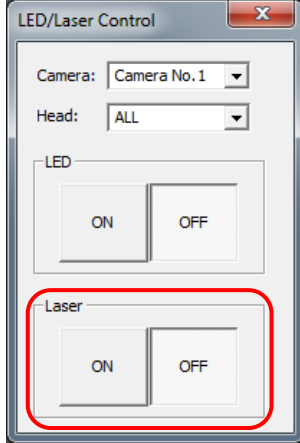 LED/Laser Control
Camera: Camera No.1
Head: ALL
LED
ON OFF
Laser
ON OFF